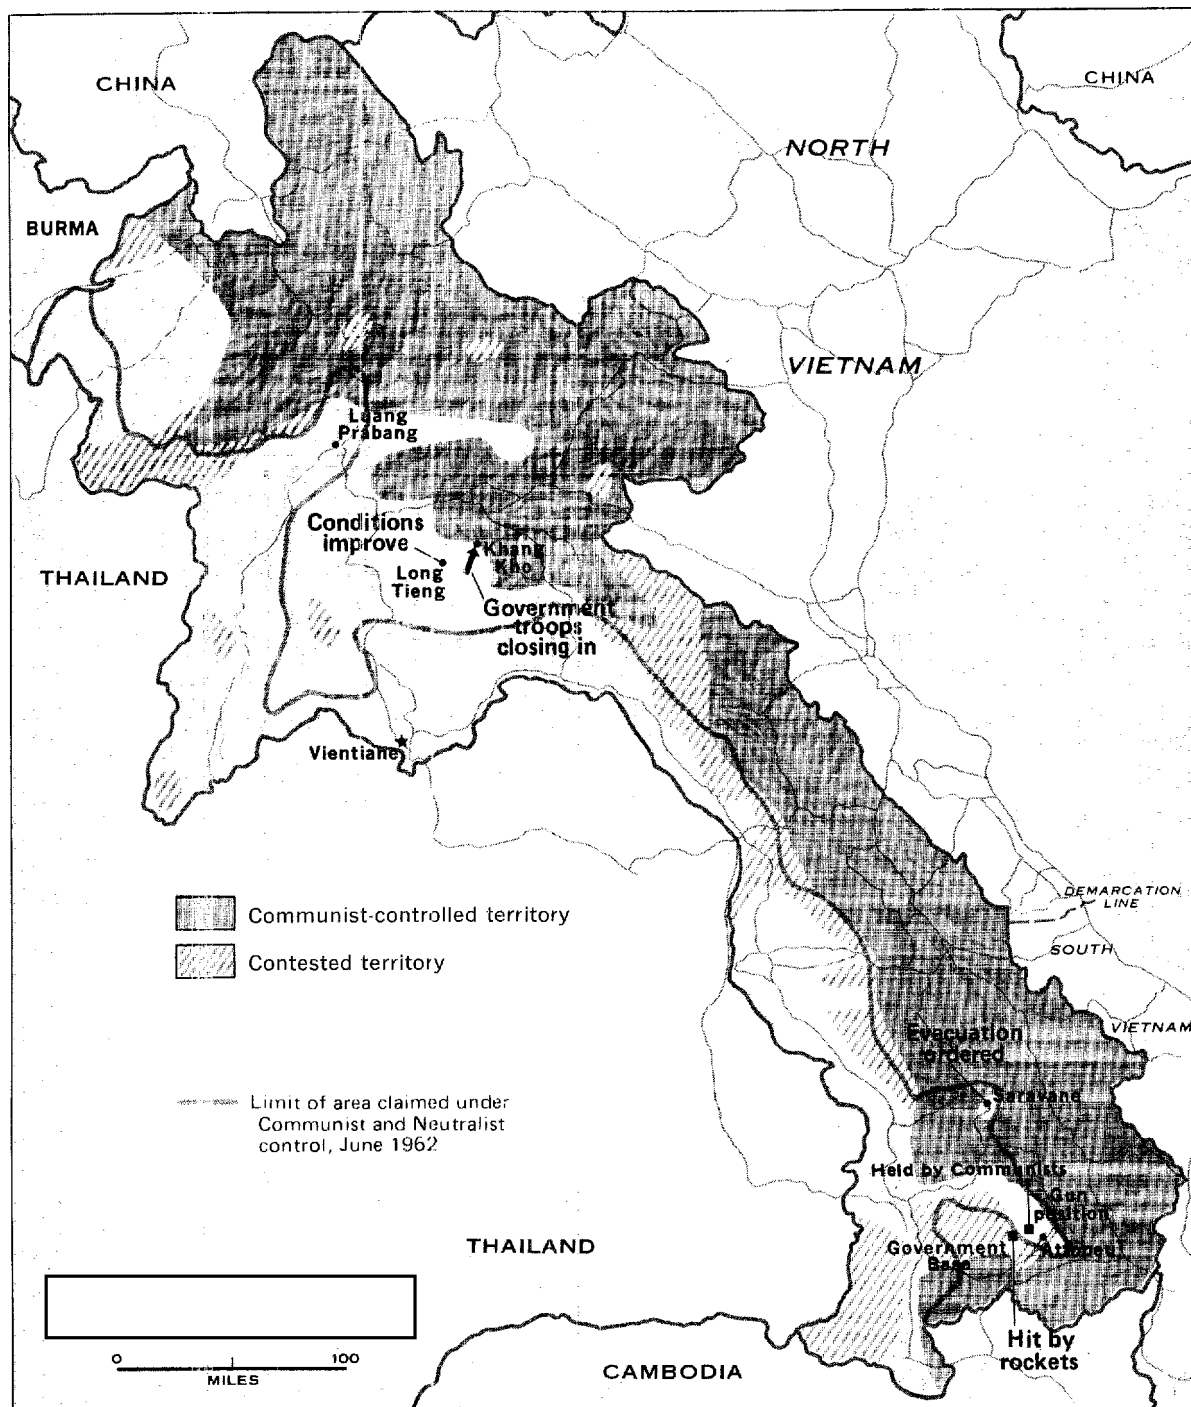 CHINA
CHINA
NORTH
BURMA
VIETNAM
Luang
Prabang
Conditions
improve
Khang
Kho
THAILAND
Long
Tieng
Government
troops
closing in
Vientiane
Communist-controlled territory
DEMARCATION
LINE
Contested territory
SOUTH
VIETNAM
Evacuation
ordered
Saravane
Limit of area claimed under
Communist and Neutralist
control, June 1962
Held by Communists
Gun
position
THAILAND
Government
Base
Attopeu
Hit by
rockets
0 100
MILES
CAMBODIA